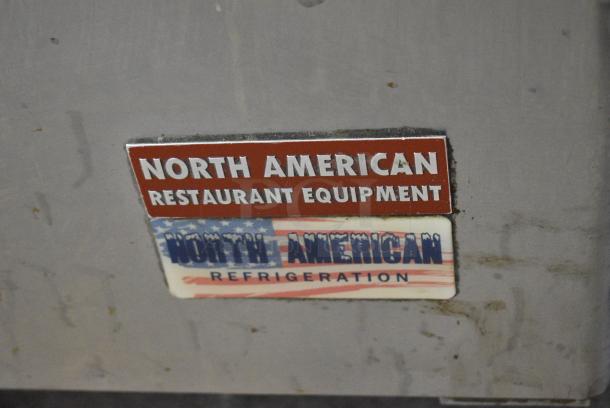 NORTH AMERICAN
RESTAURANT EQUIPMENT
NORTH AMERICAN
REFRIGERATION